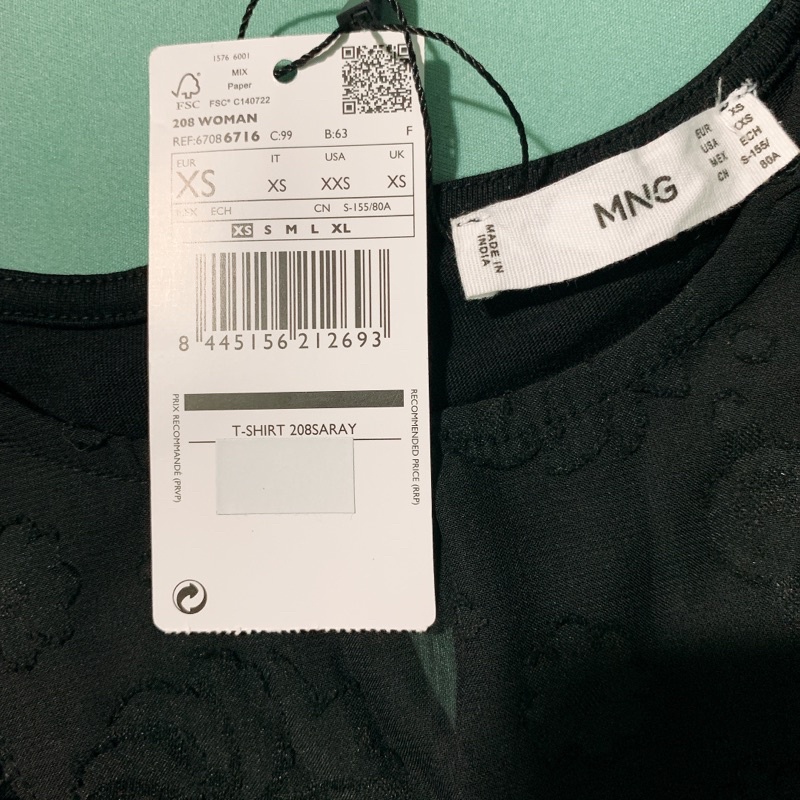 1576 6001
MIX
Paper
FSC
FSC® C140722
208 WOMAN
REF:67086716 C:99 B:63 F
EUR IT USA UK
XS XS XXS XS
ECH CN S-155/80A
XS S M L XL
8 445156 212693
PRIX RECOMMANDÉ (PRVP)
RECOMMENDED PRICE (RRP)
T-SHIRT 208SARAY
MNG
MADE IN
INDIA
EUR XS
USA XXS
MEX ECH
CN S-155/
80A